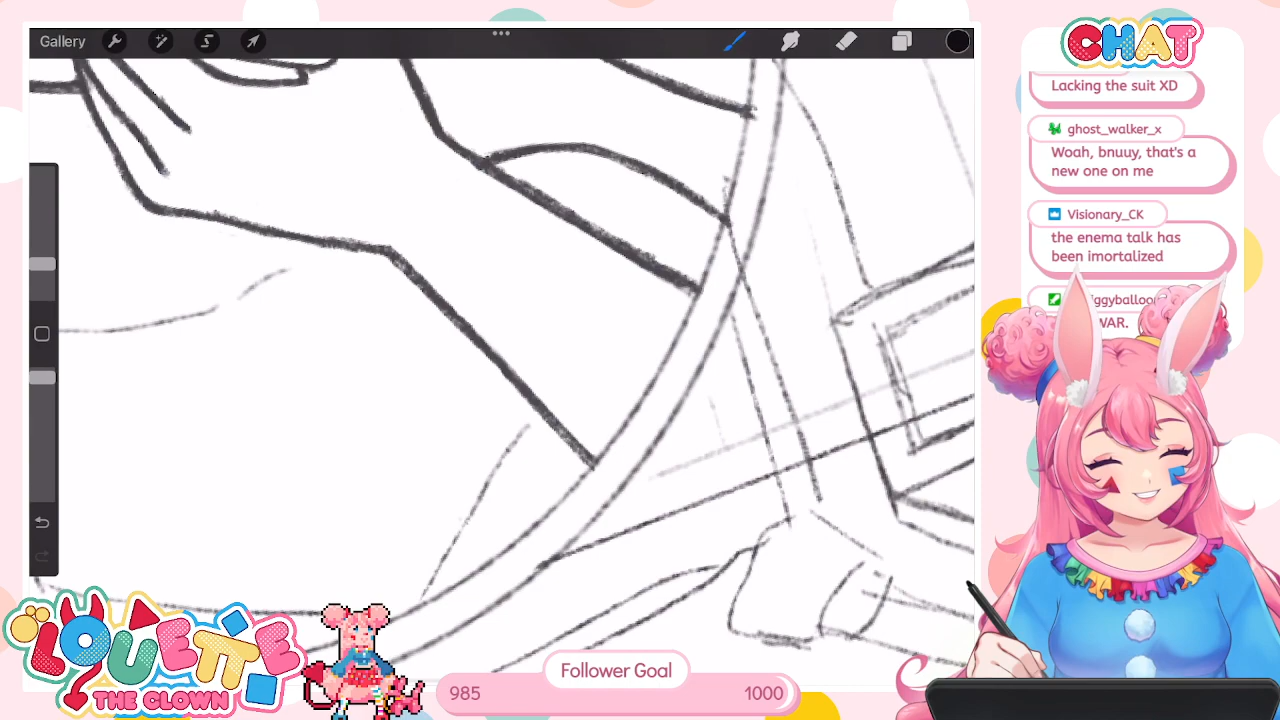 Gallery
CHAT
Lacking the suit XD
ghost_walker_x
Woah, bnuuy, that's a
new one on me
Visionary_CK
the enema talk has
been imortalized
iggyballoo
WAR.
LOUETTE
THE CLOWN
Follower Goal
985
1000